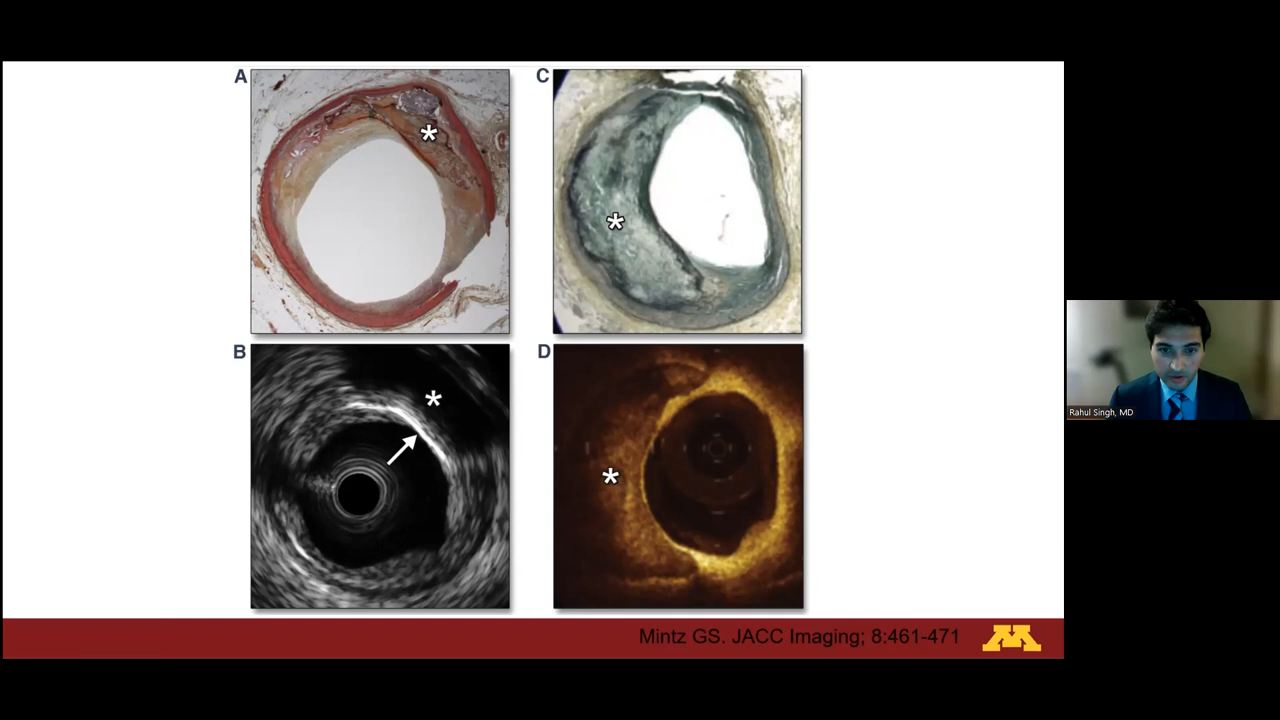 A
C
*
*
B
D
*
*
Mintz GS. JACC Imaging; 8:461-471
M
Rahul Singh, MD